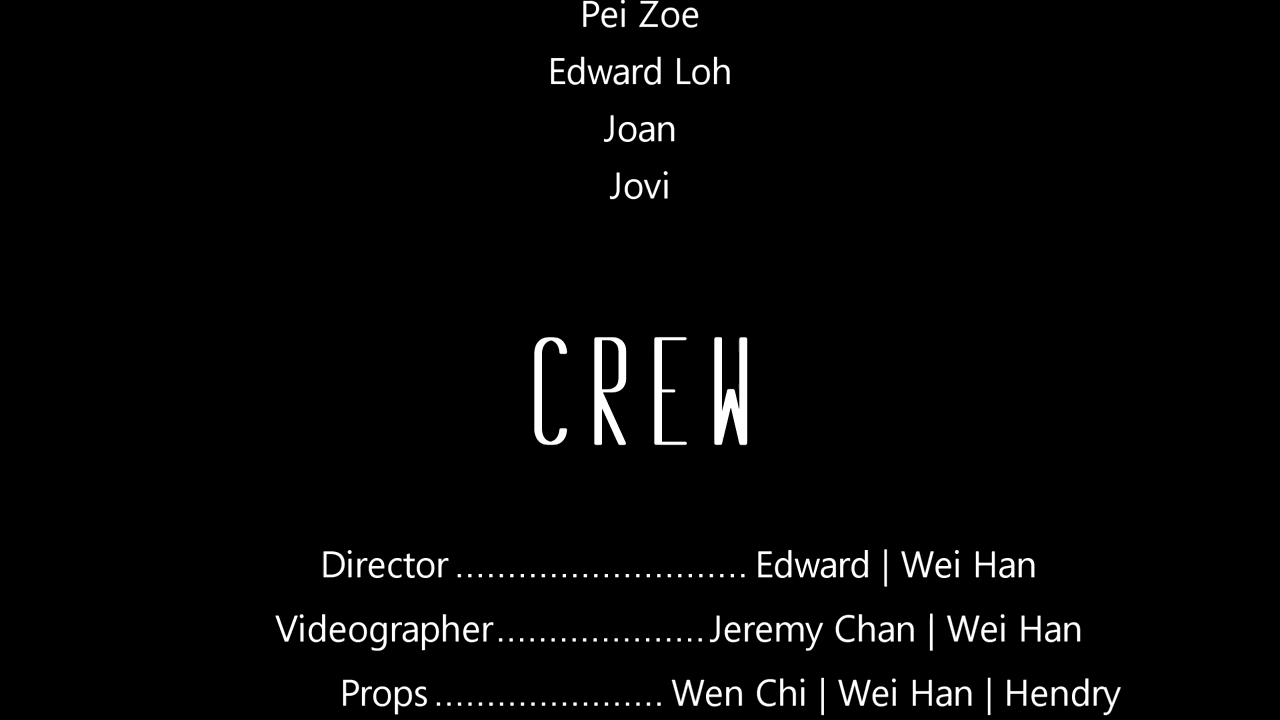 Pei Zoe
Edward Loh
Joan
Jovi
CREW
Director ............................ Edward | Wei Han
Videographer.................... Jeremy Chan | Wei Han
Props ...................... Wen Chi | Wei Han | Hendry